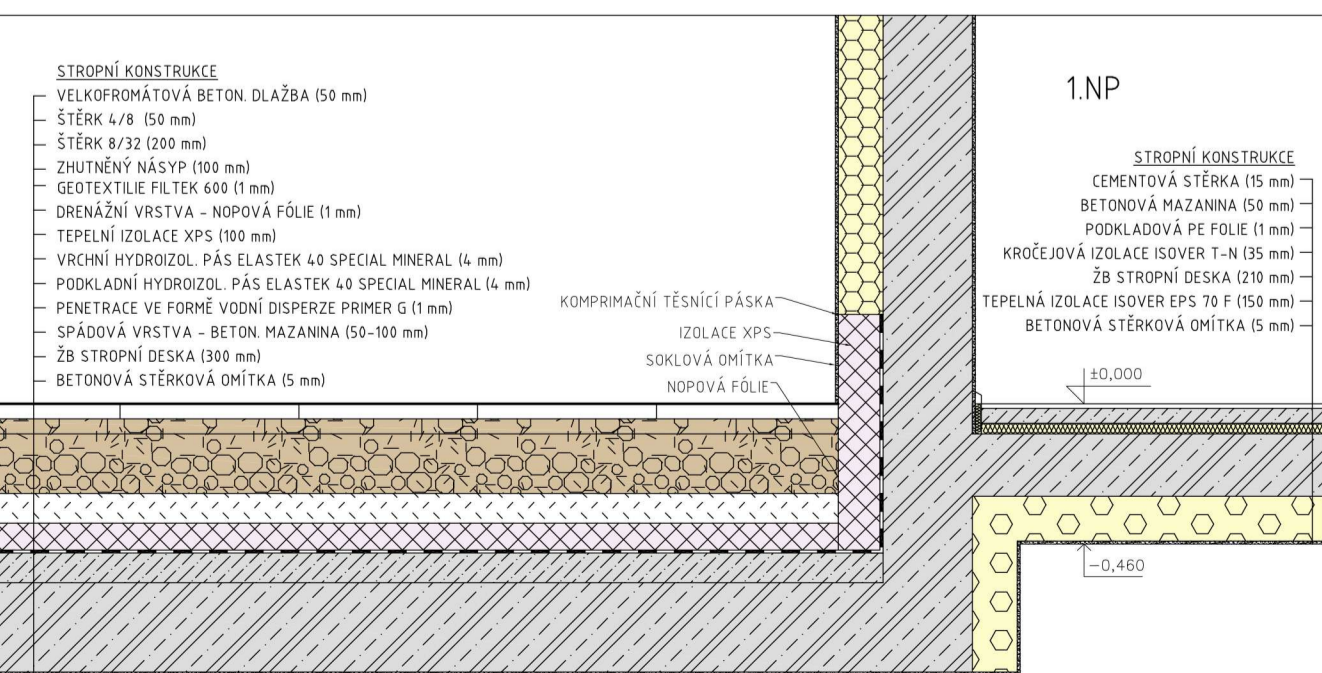 STROPNÍ KONSTRUKCE
VELKOFROMÁTOVÁ BETON. DLAŽBA (50 mm)
ŠTĚRK 4/8 (50 mm)
ŠTĚRK 8/32 (200 mm)
ZHUTNĚNÝ NÁSYP (100 mm)
GEOTEXTILIE FILTEK 600 (1 mm)
DRENÁŽNÍ VRSTVA - NOPOVÁ FÓLIE (1 mm)
TEPELNÍ IZOLACE XPS (100 mm)
VRCHNÍ HYDROIZOL. PÁS ELASTEK 40 SPECIAL MINERAL (4 mm)
PODKLADNÍ HYDROIZOL. PÁS ELASTEK 40 SPECIAL MINERAL (4 mm)
PENETRACE VE FORMĚ VODNÍ DISPERZE PRIMER G (1 mm)
SPÁDOVÁ VRSTVA - BETON. MAZANINA (50-100 mm)
ŽB STROPNÍ DESKA (300 mm)
BETONOVÁ STĚRKOVÁ OMÍTKA (5 mm)
KOMPRIMAČNÍ TĚSNÍCÍ PÁSKA
IZOLACE XPS
SOKLOVÁ OMÍTKA
NOPOVÁ FÓLIE
1.NP
STROPNÍ KONSTRUKCE
CEMENTOVÁ STĚRKA (15 mm)
BETONOVÁ MAZANINA (50 mm)
PODKLADOVÁ PE FOLIE (1 mm)
KROČEJOVÁ IZOLACE ISOVER T-N (35 mm)
ŽB STROPNÍ DESKA (210 mm)
TEPELNÁ IZOLACE ISOVER EPS 70 F (150 mm)
BETONOVÁ STĚRKOVÁ OMÍTKA (5 mm)
±0,000
-0,460